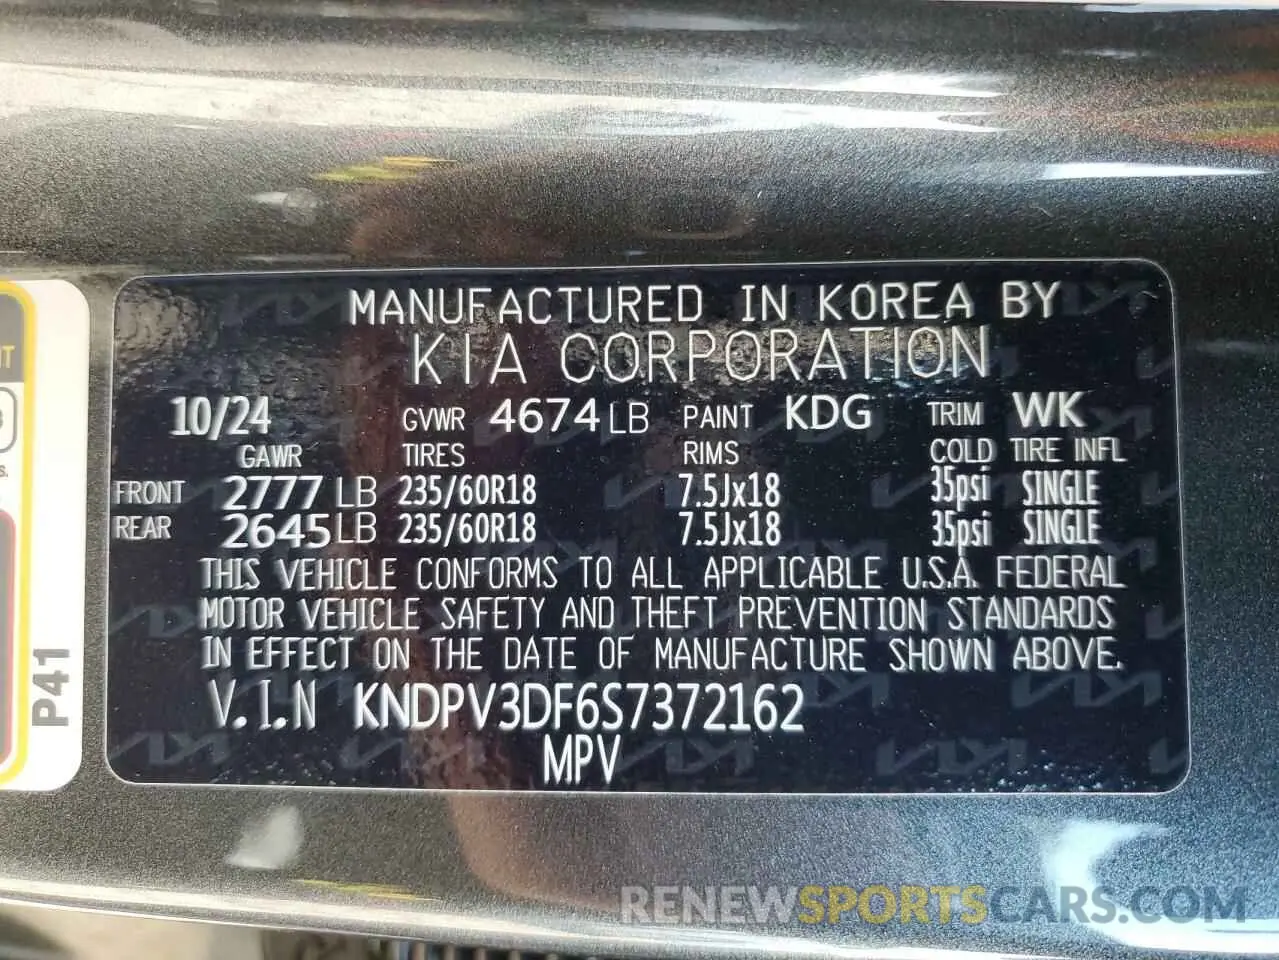 MANUFACTURED IN KOREA BY
KIA CORPORATION
10/24 GVWR 4674 LB PAINT KDG TRIM WK
GAWR TIRES RIMS COLD TIRE INFL
FRONT 2777 LB 235/60R18 7.5Jx18 35psi SINGLE
REAR 2645 LB 235/60R18 7.5Jx18 35psi SINGLE
THIS VEHICLE CONFORMS TO ALL APPLICABLE U.S.A. FEDERAL
MOTOR VEHICLE SAFETY AND THEFT PREVENTION STANDARDS
IN EFFECT ON THE DATE OF MANUFACTURE SHOWN ABOVE.
V.I.N KNDPV3DF6S7372162
MPV
P41
RENEWSPORTSCARS.COM